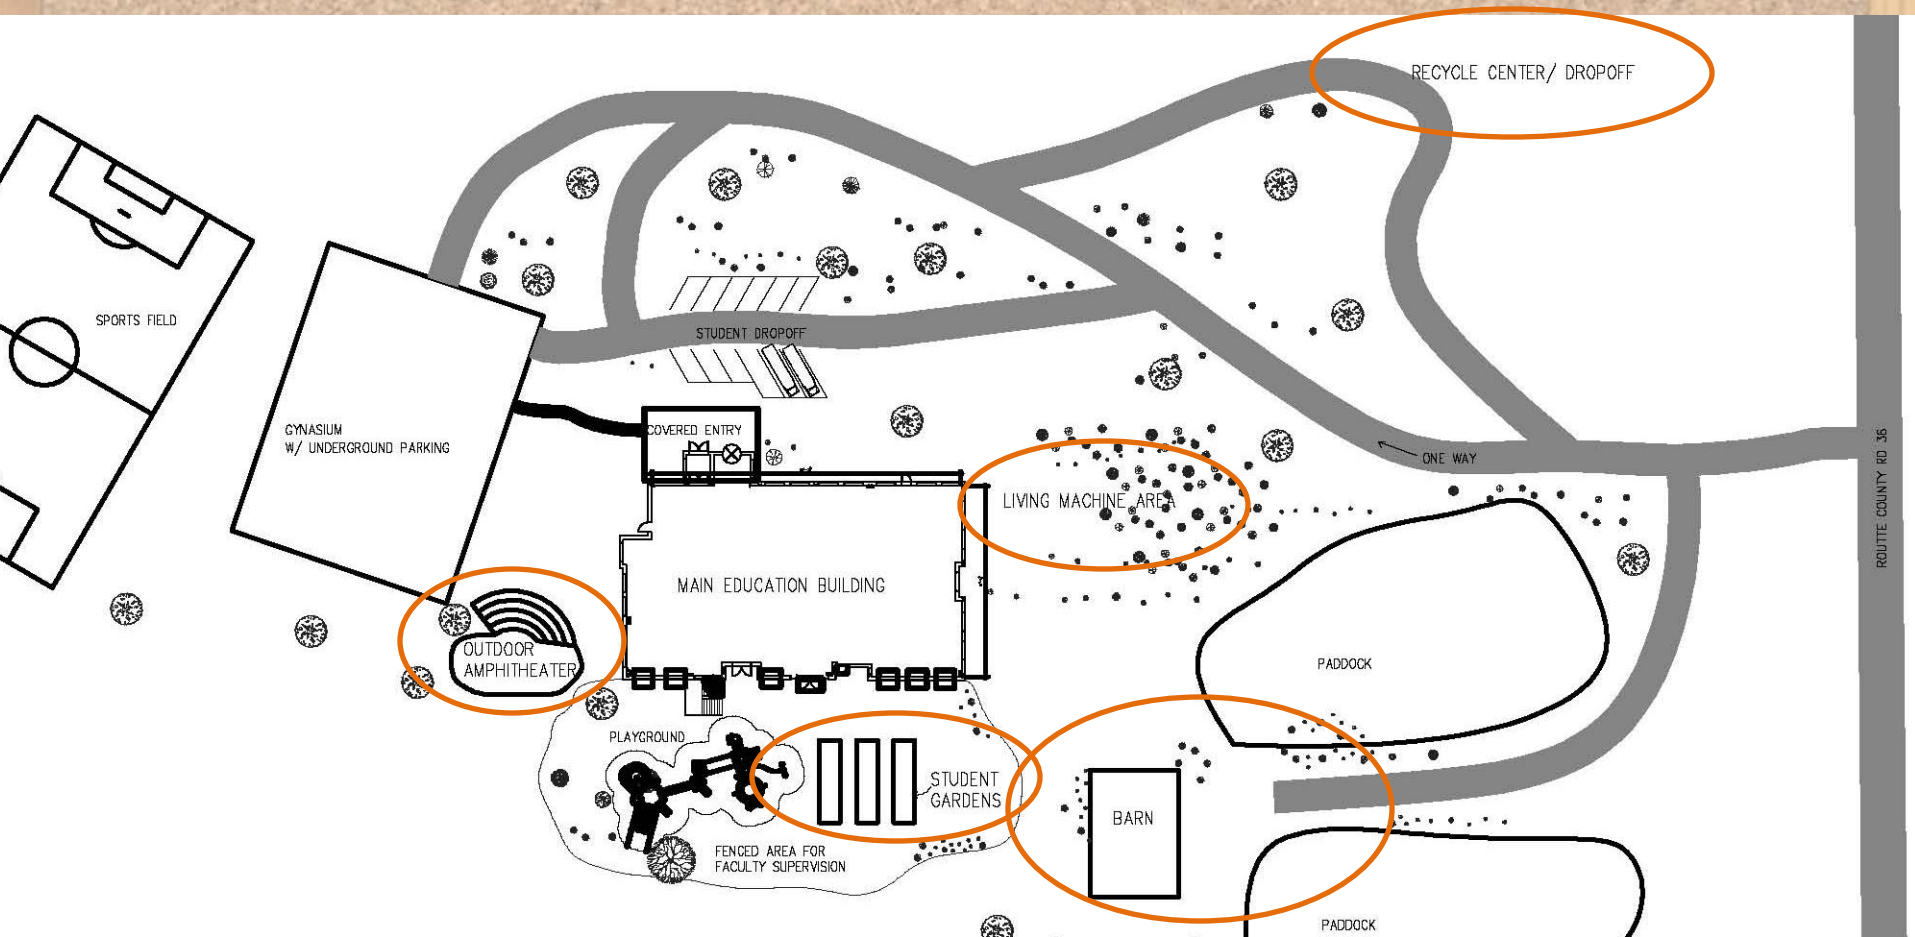 RECYCLE CENTER/ DROPOFF
SPORTS FIELD
STUDENT DROPOFF
GYNASIUM
W/ UNDERGROUND PARKING
COVERED ENTRY
ONE WAY
ROUTTE COUNTY RD 36
LIVING MACHINE AREA
MAIN EDUCATION BUILDING
OUTDOOR
AMPHITHEATER
PADDOCK
PLAYGROUND
STUDENT
GARDENS
BARN
FENCED AREA FOR
FACULTY SUPERVISION
PADDOCK